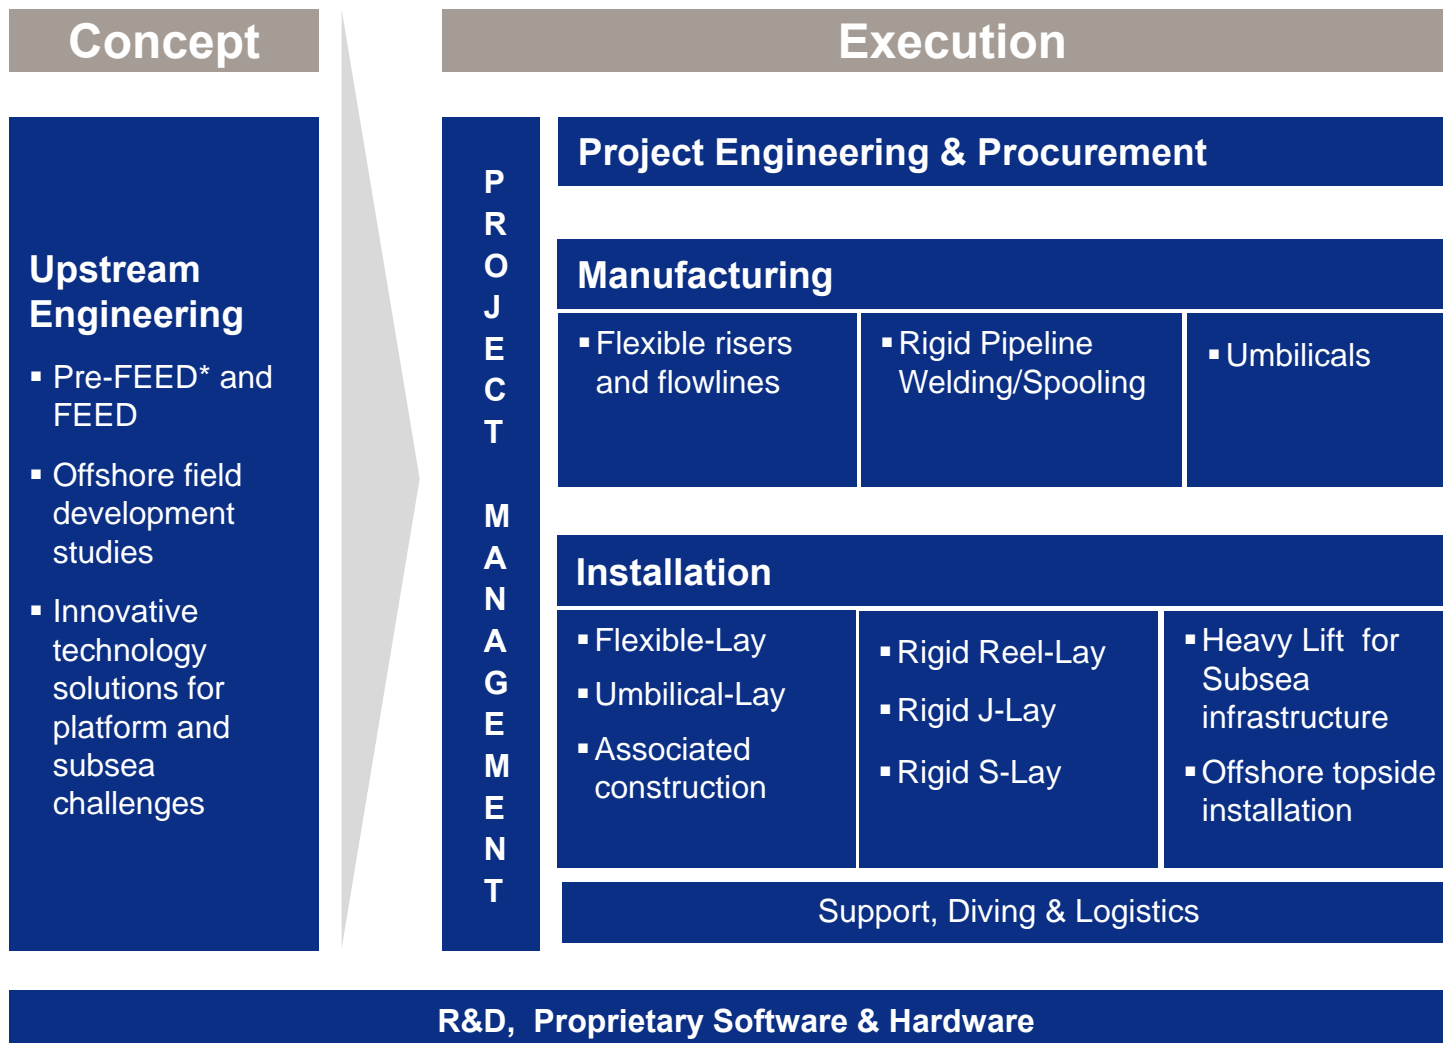 Concept
Execution
Upstream
Engineering
▪ Pre-FEED* and
FEED
▪ Offshore field
development
studies
▪ Innovative
technology
solutions for
platform and
subsea
challenges
P
R
O
J
E
C
T
M
A
N
A
G
E
M
E
N
T
Project Engineering & Procurement
Manufacturing
▪ Flexible risers
and flowlines
▪ Rigid Pipeline
Welding/Spooling
▪ Umbilicals
Installation
▪ Flexible-Lay
▪ Umbilical-Lay
▪ Associated
construction
▪ Rigid Reel-Lay
▪ Rigid J-Lay
▪ Rigid S-Lay
▪ Heavy Lift for
Subsea
infrastructure
▪ Offshore topside
installation
Support, Diving & Logistics
R&D, Proprietary Software & Hardware